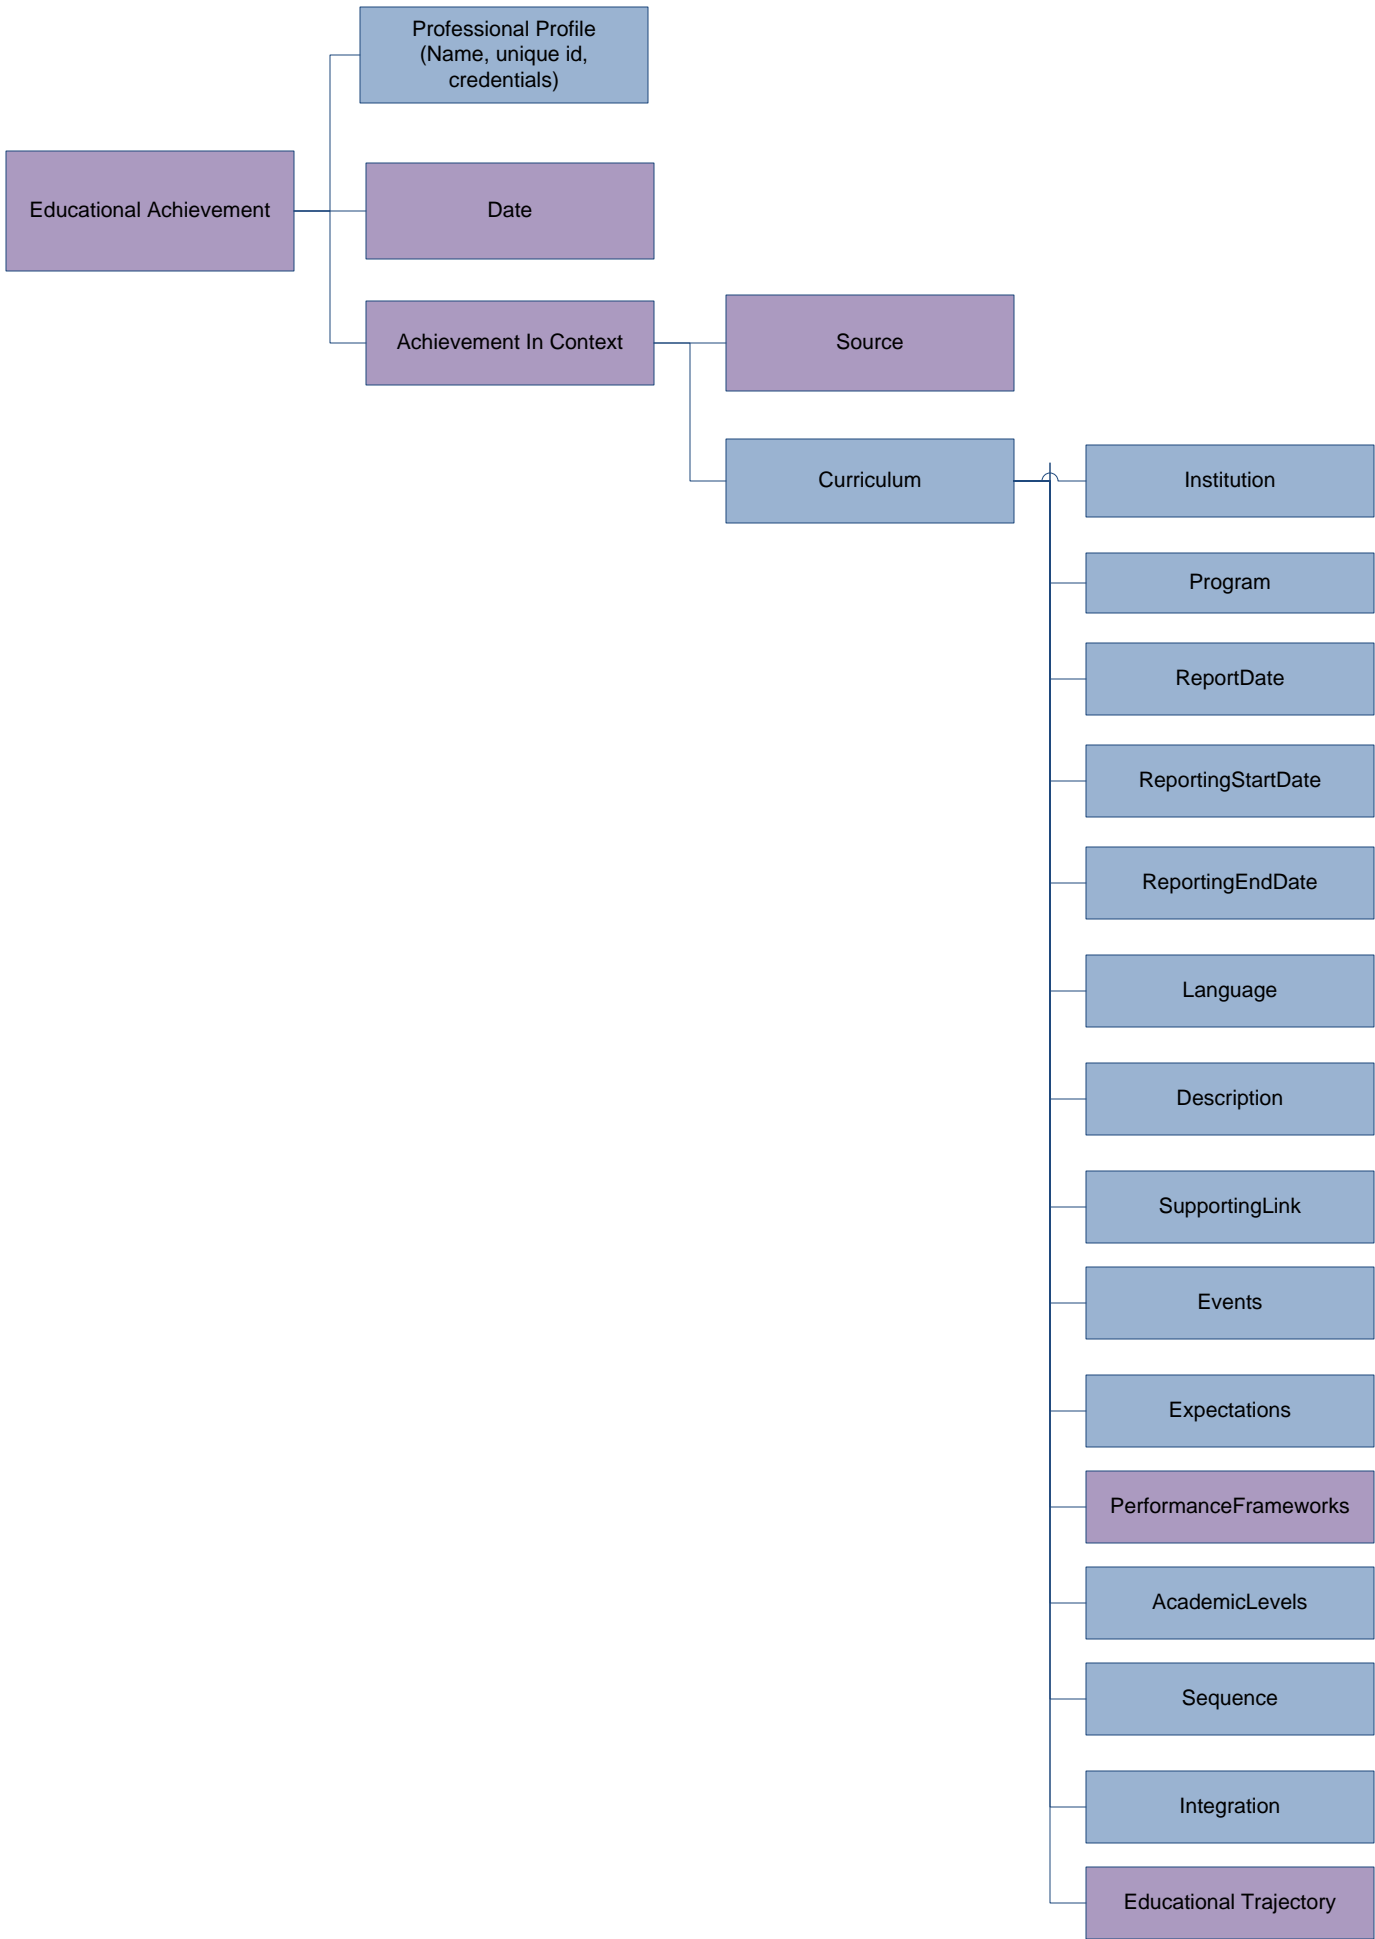 Professional Profile
(Name, unique id,
credentials)
Educational Achievement
Date
Achievement In Context
Source
Curriculum
Institution
Program
ReportDate
ReportingStartDate
ReportingEndDate
Language
Description
SupportingLink
Events
Expectations
PerformanceFrameworks
AcademicLevels
Sequence
Integration
Educational Trajectory